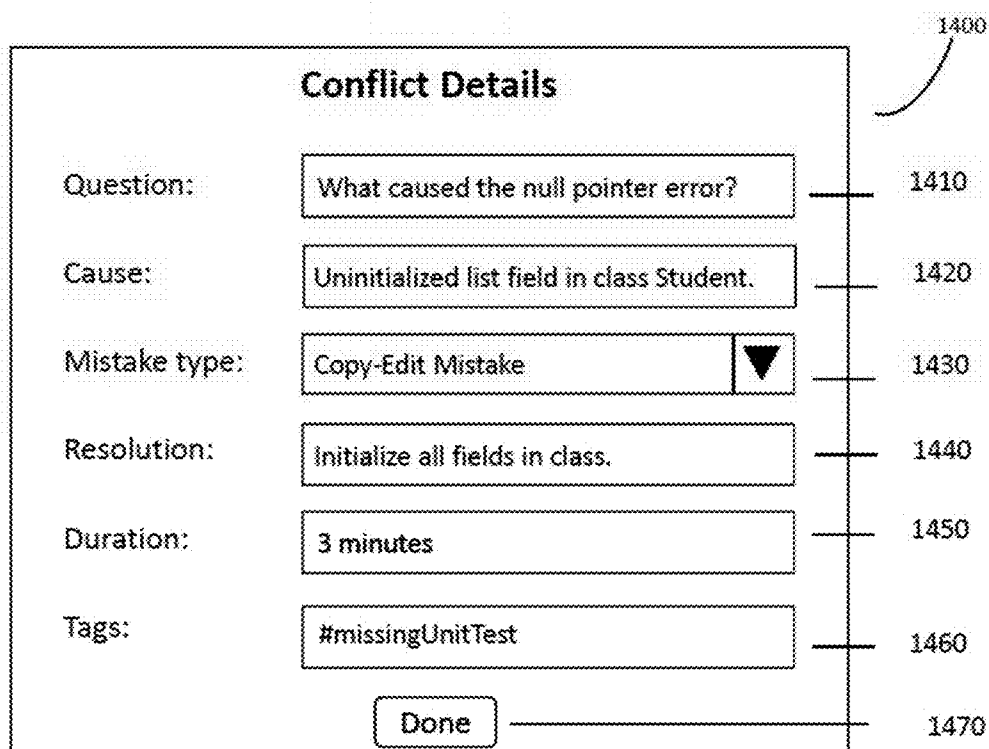 1400
Conflict Details
Question: What caused the null pointer error? 1410
Cause: Uninitialized list field in class Student. 1420
Mistake type: Copy-Edit Mistake 1430
Resolution: Initialize all fields in class. 1440
Duration: 3 minutes 1450
Tags: #missingUnitTest 1460
Done 1470